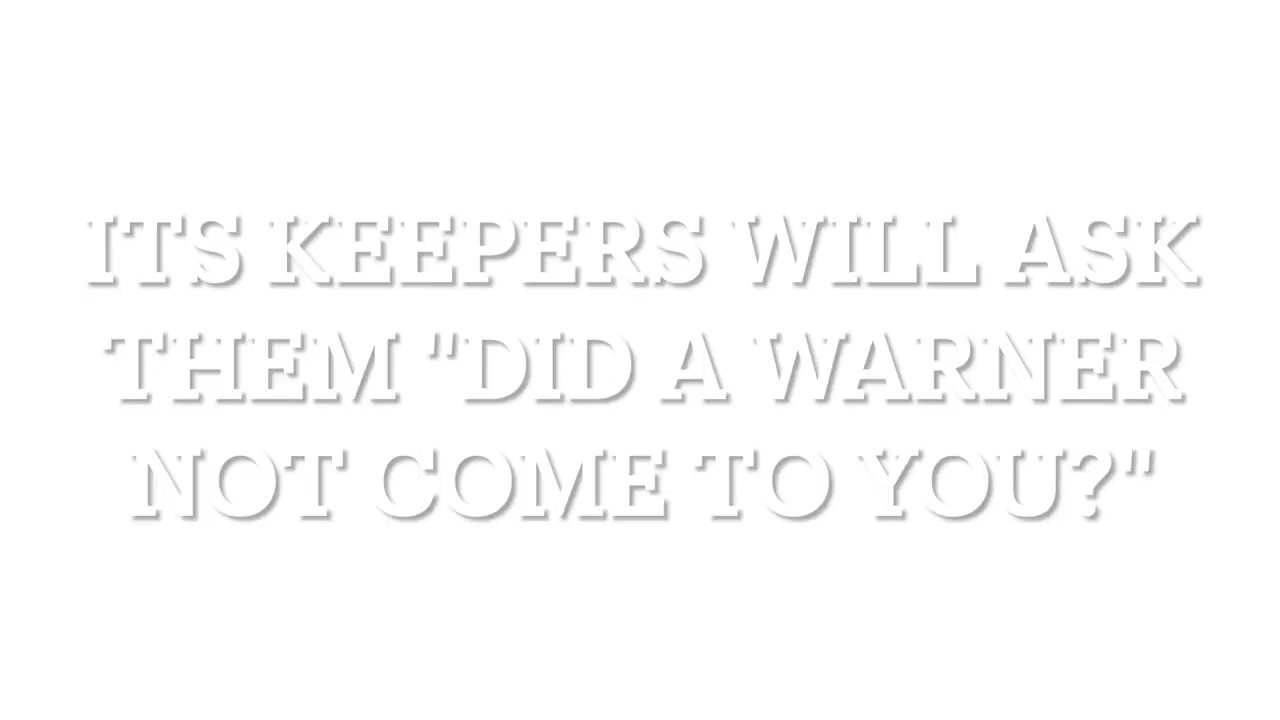 ITS KEEPERS WILL ASK
THEM "DID A WARNER
NOT COME TO YOU?"